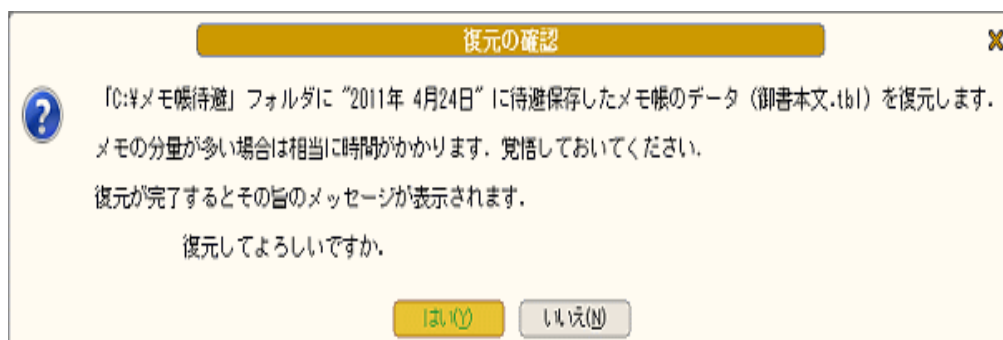 復元の確認
「C:¥メモ帳待避」フォルダに "2011年 4月24日" に待避保存したメモ帳のデータ（御書本文.tbl）を復元します．
メモの分量が多い場合は相当に時間がかかります．覚悟しておいてください．
復元が完了するとその旨のメッセージが表示されます．
復元してよろしいですか．
はい(Y) いいえ(N)